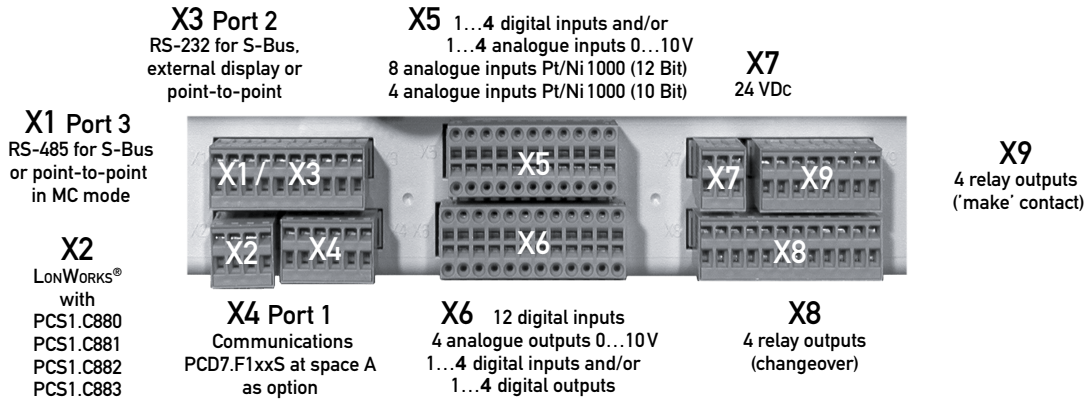 X3 Port 2
RS-232 for S-Bus,
external display or
point-to-point
X5 1...4 digital inputs and/or
1...4 analogue inputs 0...10 V
8 analogue inputs Pt/Ni 1000 (12 Bit)
4 analogue inputs Pt/Ni 1000 (10 Bit)
X7
24 VDC
X1 Port 3
RS-485 for S-Bus
or point-to-point
in MC mode
X1 / X3
X5
X7
X9
X9
4 relay outputs
('make' contact)
X2
X4
X6
X8
X2
LONWORKS®
with
PCS1.C880
PCS1.C881
PCS1.C882
PCS1.C883
X4 Port 1
Communications
PCD7.F1xxS at space A
as option
X6 12 digital inputs
4 analogue outputs 0...10 V
1...4 digital inputs and/or
1...4 digital outputs
X8
4 relay outputs
(changeover)